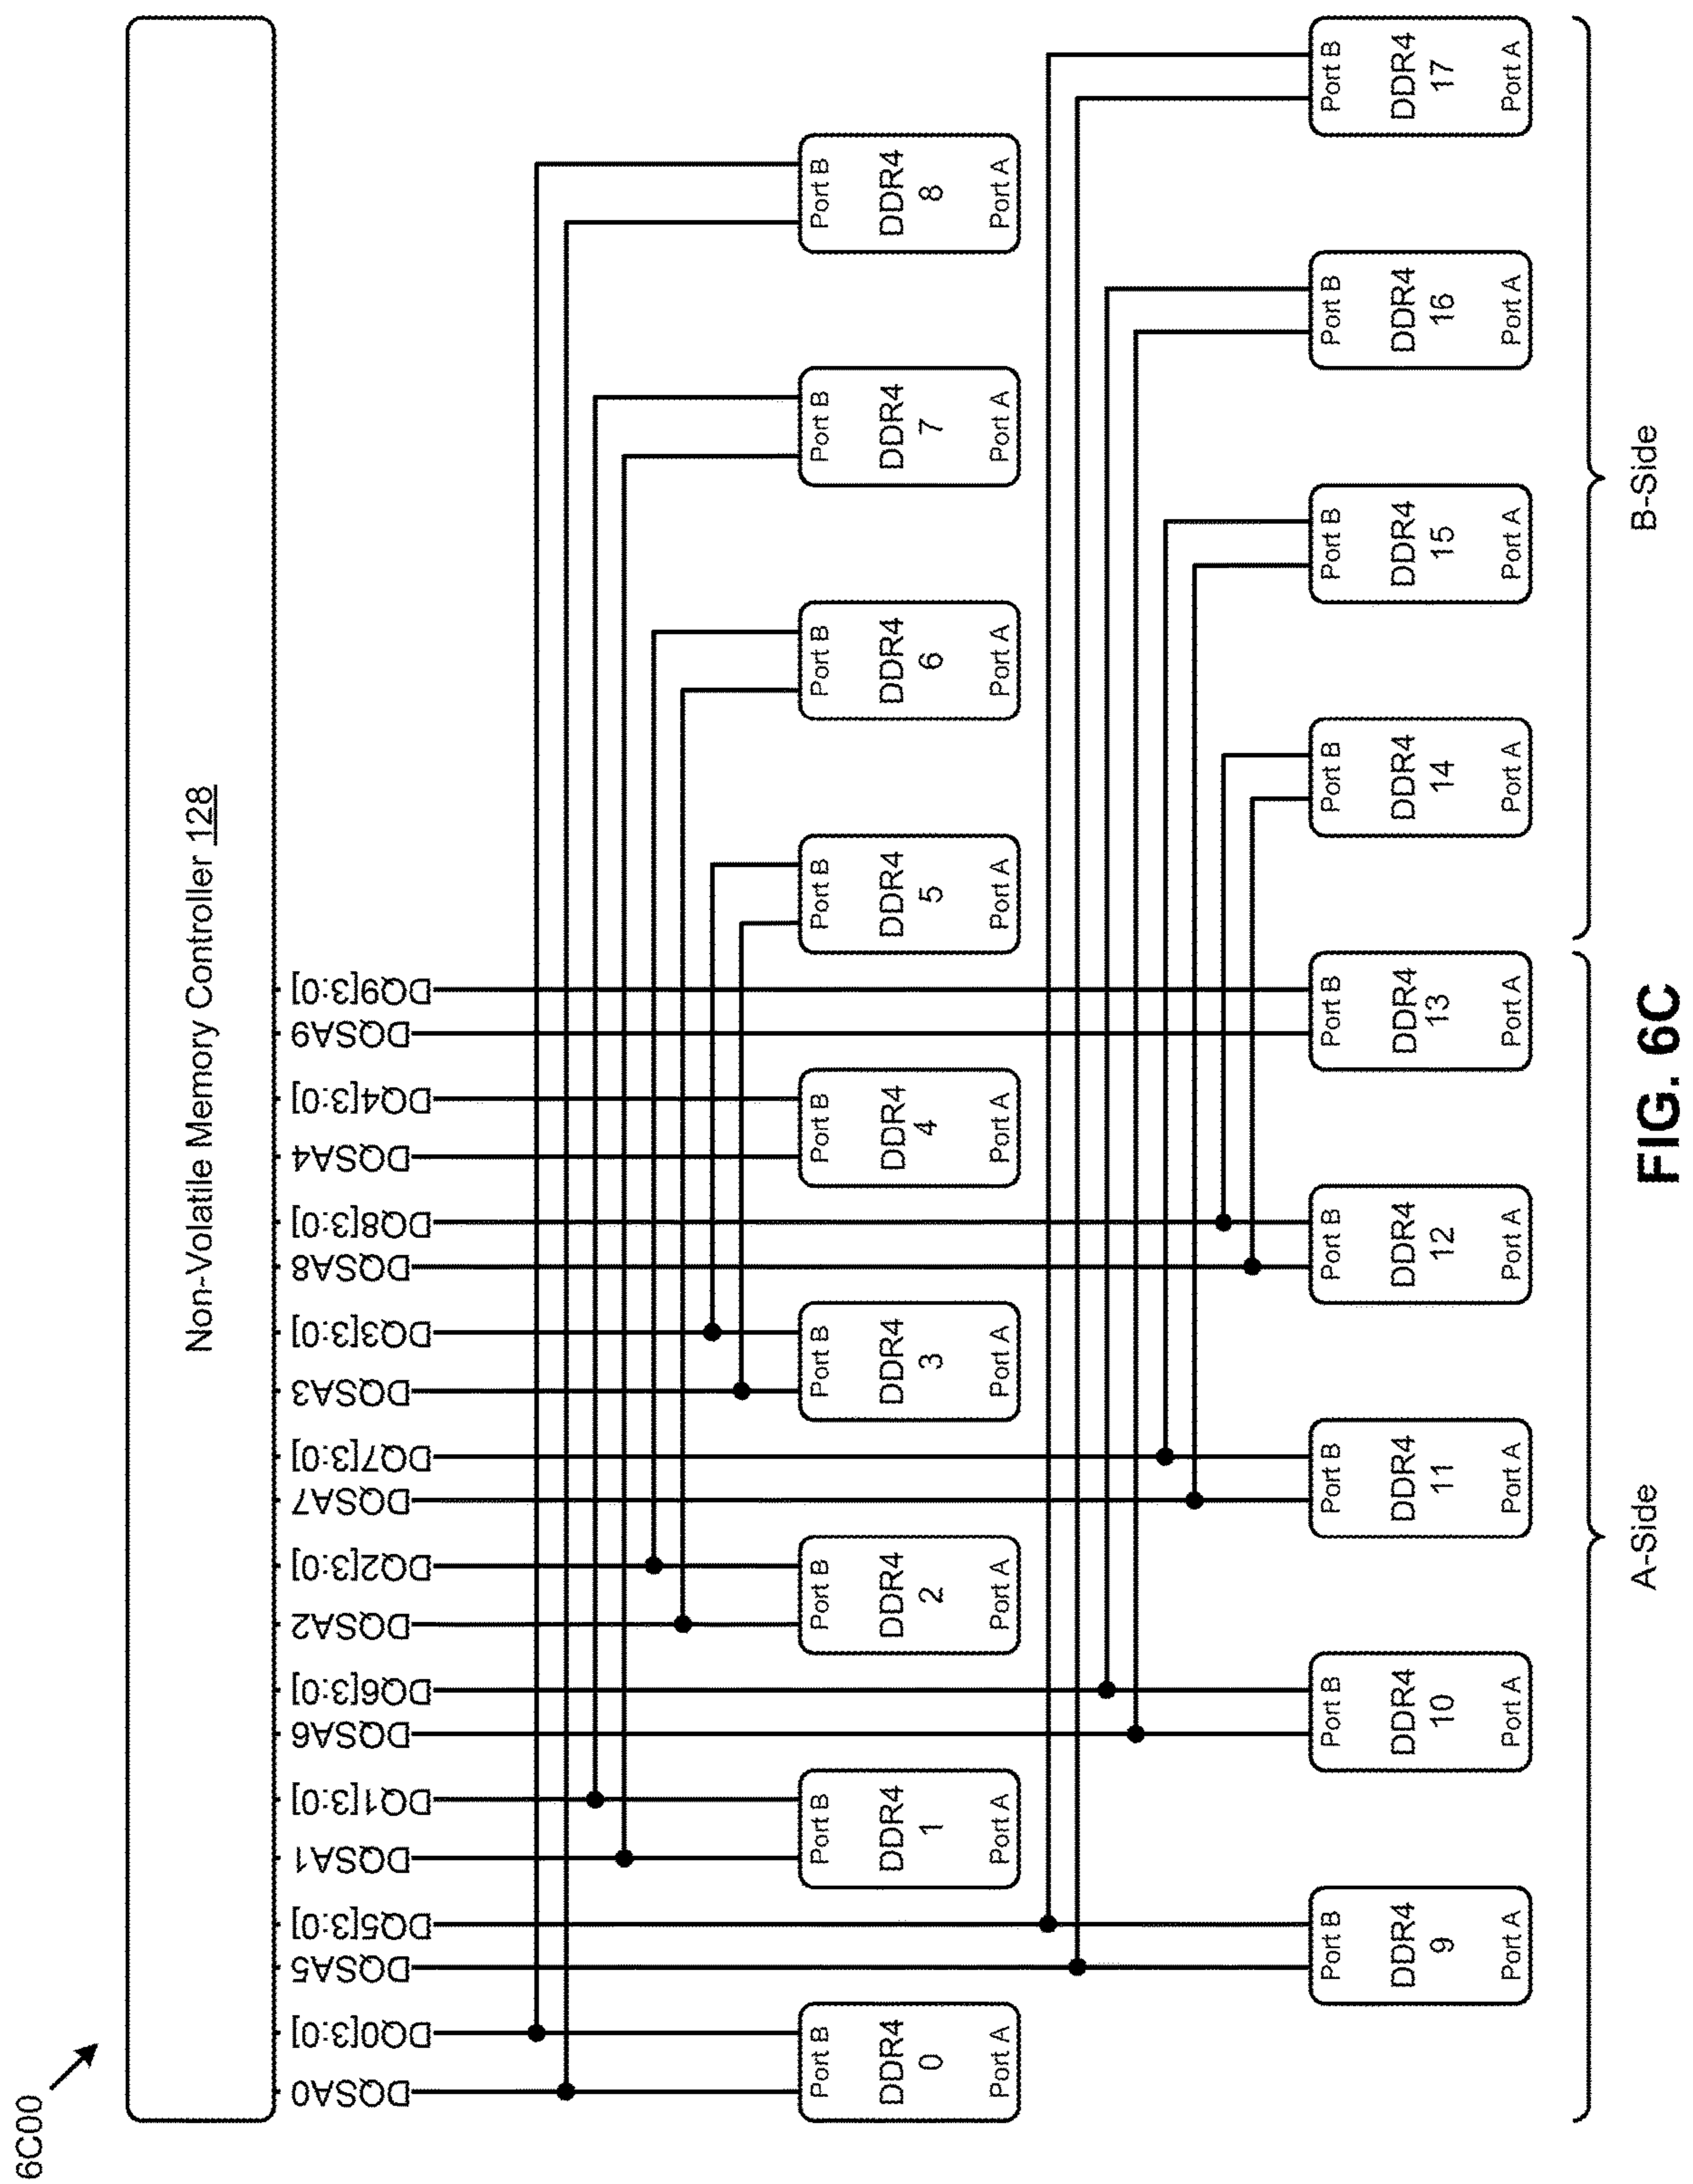 6C00
Non-Volatile Memory Controller 128
DQSA0
DQ0[3:0]
DQSA5
DQ5[3:0]
DQSA1
DQ1[3:0]
DQSA6
DQ6[3:0]
DQSA2
DQ2[3:0]
DQSA7
DQ7[3:0]
DQSA3
DQ3[3:0]
DQSA8
DQ8[3:0]
DQSA4
DQ4[3:0]
DQSA9
DQ9[3:0]
Port B
DDR4
0
Port A
Port B
DDR4
1
Port A
Port B
DDR4
2
Port A
Port B
DDR4
3
Port A
Port B
DDR4
4
Port A
Port B
DDR4
5
Port A
Port B
DDR4
6
Port A
Port B
DDR4
7
Port A
Port B
DDR4
8
Port A
Port B
DDR4
9
Port A
Port B
DDR4
10
Port A
Port B
DDR4
11
Port A
Port B
DDR4
12
Port A
Port B
DDR4
13
Port A
Port B
DDR4
14
Port A
Port B
DDR4
15
Port A
Port B
DDR4
16
Port A
Port B
DDR4
17
Port A
A-Side
B-Side
FIG. 6C